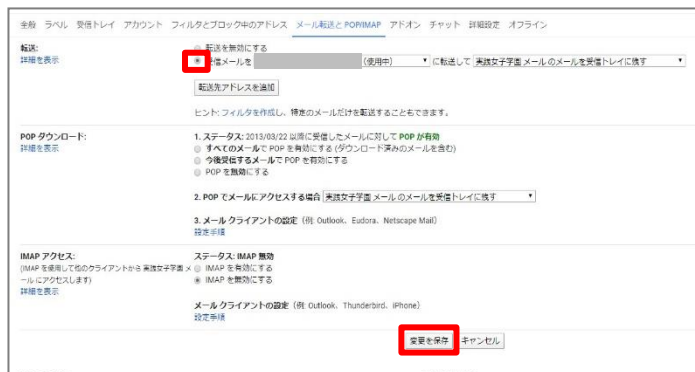 全般 ラベル 受信トレイ アカウント フィルタとブロック中のアドレス メール転送と POP/IMAP アドオン チャット 詳細設定 オフライン
転送:
詳細を表示
転送を無効にする
受信メールを (使用中) に転送して 実践女子学園 メール のメールを受信トレイに残す
転送先アドレスを追加
ヒント: フィルタを作成し、特定のメールだけを転送することもできます。
POP ダウンロード:
詳細を表示
1. ステータス: 2013/03/22 以降に受信したメールに対して POP が有効
すべてのメールで POP を有効にする (ダウンロード済みのメールを含む)
今後受信するメールで POP を有効にする
POP を無効にする
2. POP でメールにアクセスする場合 実践女子学園 メール のメールを受信トレイに残す
3. メール クライアントの設定 (例: Outlook、Eudora、Netscape Mail)
設定手順
IMAP アクセス:
(IMAP を使用して他のクライアントから 実践女子学園 メ
ール にアクセスします)
詳細を表示
ステータス: IMAP 無効
IMAP を有効にする
IMAP を無効にする
メール クライアントの設定 (例: Outlook、Thunderbird、iPhone)
設定手順
変更を保存 キャンセル